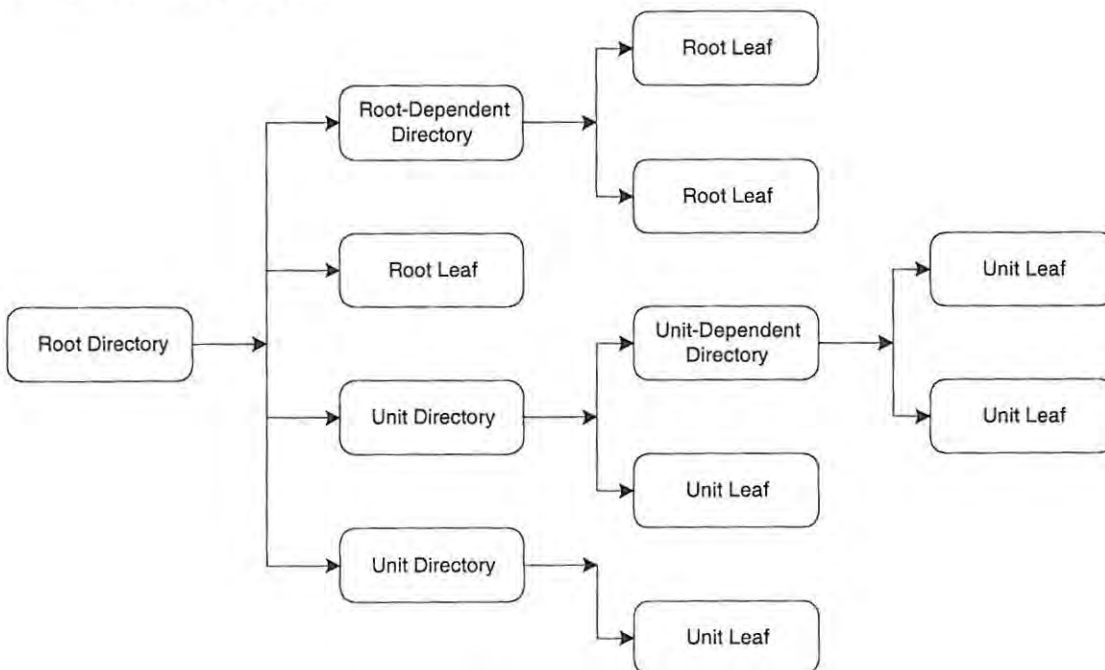 Root Leaf
Root-Dependent
Directory
Root Leaf
Root Leaf
Unit Leaf
Root Directory
Unit-Dependent
Directory
Unit Directory
Unit Leaf
Unit Leaf
Unit Directory
Unit Leaf